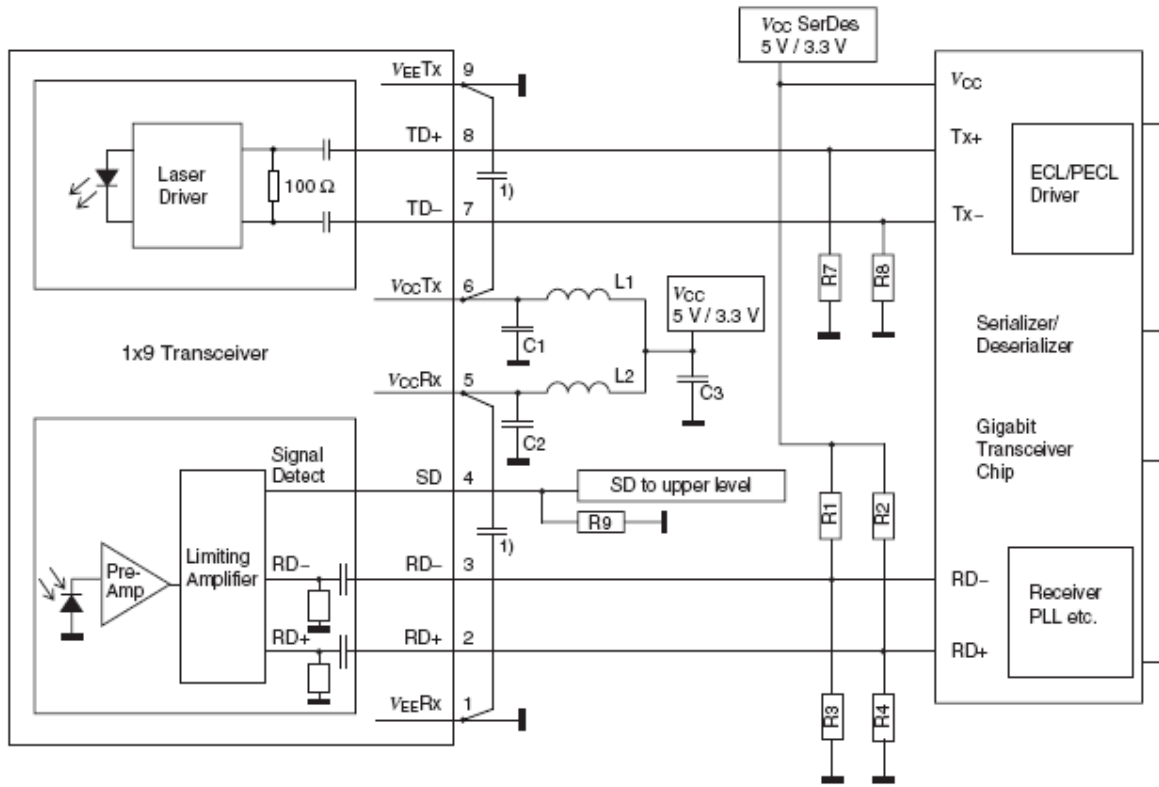 VCC SerDes
5 V / 3.3 V
VEETx 9
TD+ 8
Laser
Driver
100 Ω
1)
TD− 7
VCCTx 6
L1
C1
VCC
5 V / 3.3 V
1x9 Transceiver
VCCRx 5
L2
C2
C3
Signal
Detect
SD 4
SD to upper level
R9
1)
Pre-
Amp
Limiting
Amplifier
RD−
RD− 3
RD+
RD+ 2
VEERx 1
R7
R8
R1
R2
R3
R4
VCC
Tx+
ECL/PECL
Driver
Tx−
Serializer/
Deserializer
Gigabit
Transceiver
Chip
RD−
Receiver
PLL etc.
RD+